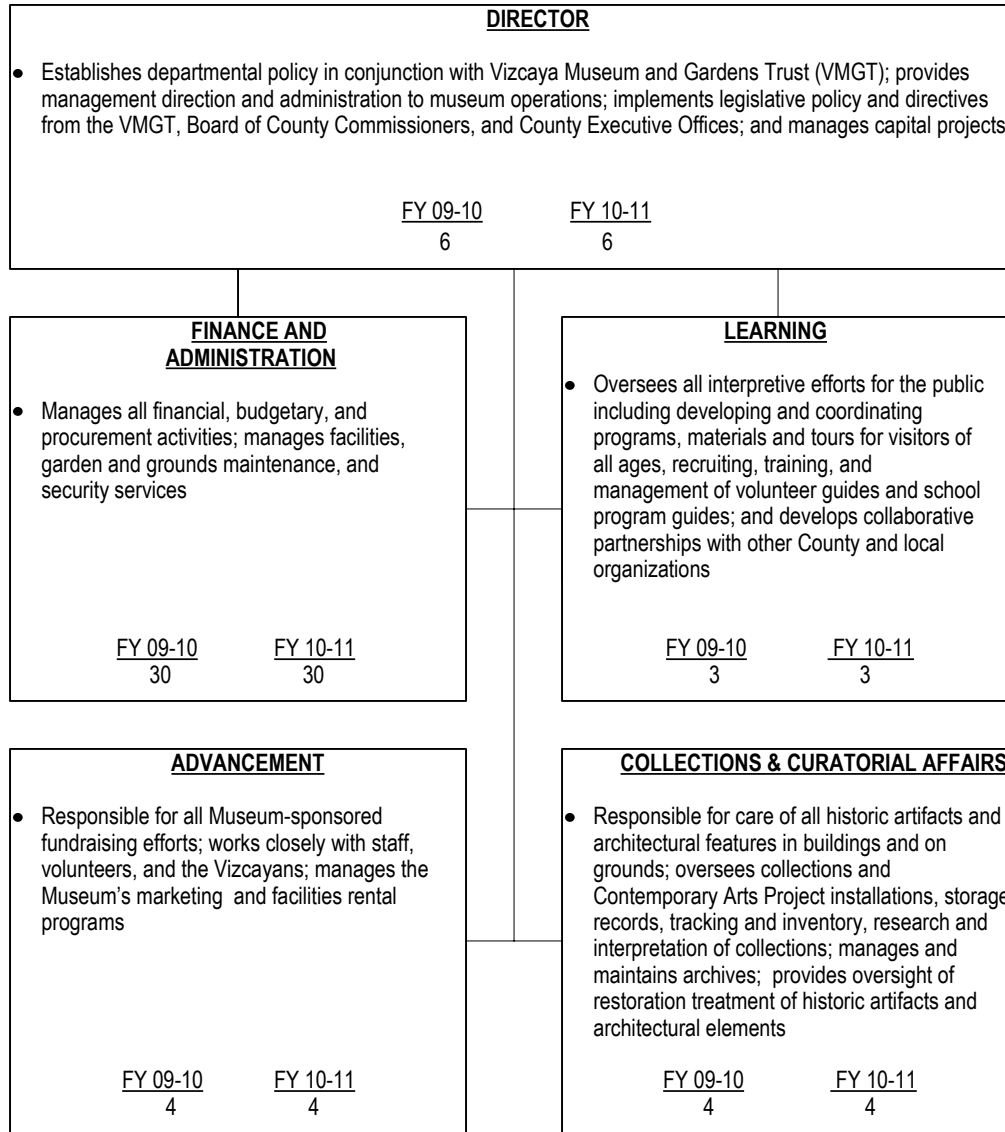 DIRECTOR
● Establishes departmental policy in conjunction with Vizcaya Museum and Gardens Trust (VMGT); provides
management direction and administration to museum operations; implements legislative policy and directives
from the VMGT, Board of County Commissioners, and County Executive Offices; and manages capital projects
FY 09-10 FY 10-11
6 6
FINANCE AND
ADMINISTRATION
● Manages all financial, budgetary, and
procurement activities; manages facilities,
garden and grounds maintenance, and
security services
FY 09-10 FY 10-11
30 30
LEARNING
● Oversees all interpretive efforts for the public
including developing and coordinating
programs, materials and tours for visitors of
all ages, recruiting, training, and
management of volunteer guides and school
program guides; and develops collaborative
partnerships with other County and local
organizations
FY 09-10 FY 10-11
3 3
ADVANCEMENT
● Responsible for all Museum-sponsored
fundraising efforts; works closely with staff,
volunteers, and the Vizcayans; manages the
Museum's marketing and facilities rental
programs
FY 09-10 FY 10-11
4 4
COLLECTIONS & CURATORIAL AFFAIRS
● Responsible for care of all historic artifacts and
architectural features in buildings and on
grounds; oversees collections and
Contemporary Arts Project installations, storage
records, tracking and inventory, research and
interpretation of collections; manages and
maintains archives; provides oversight of
restoration treatment of historic artifacts and
architectural elements
FY 09-10 FY 10-11
4 4